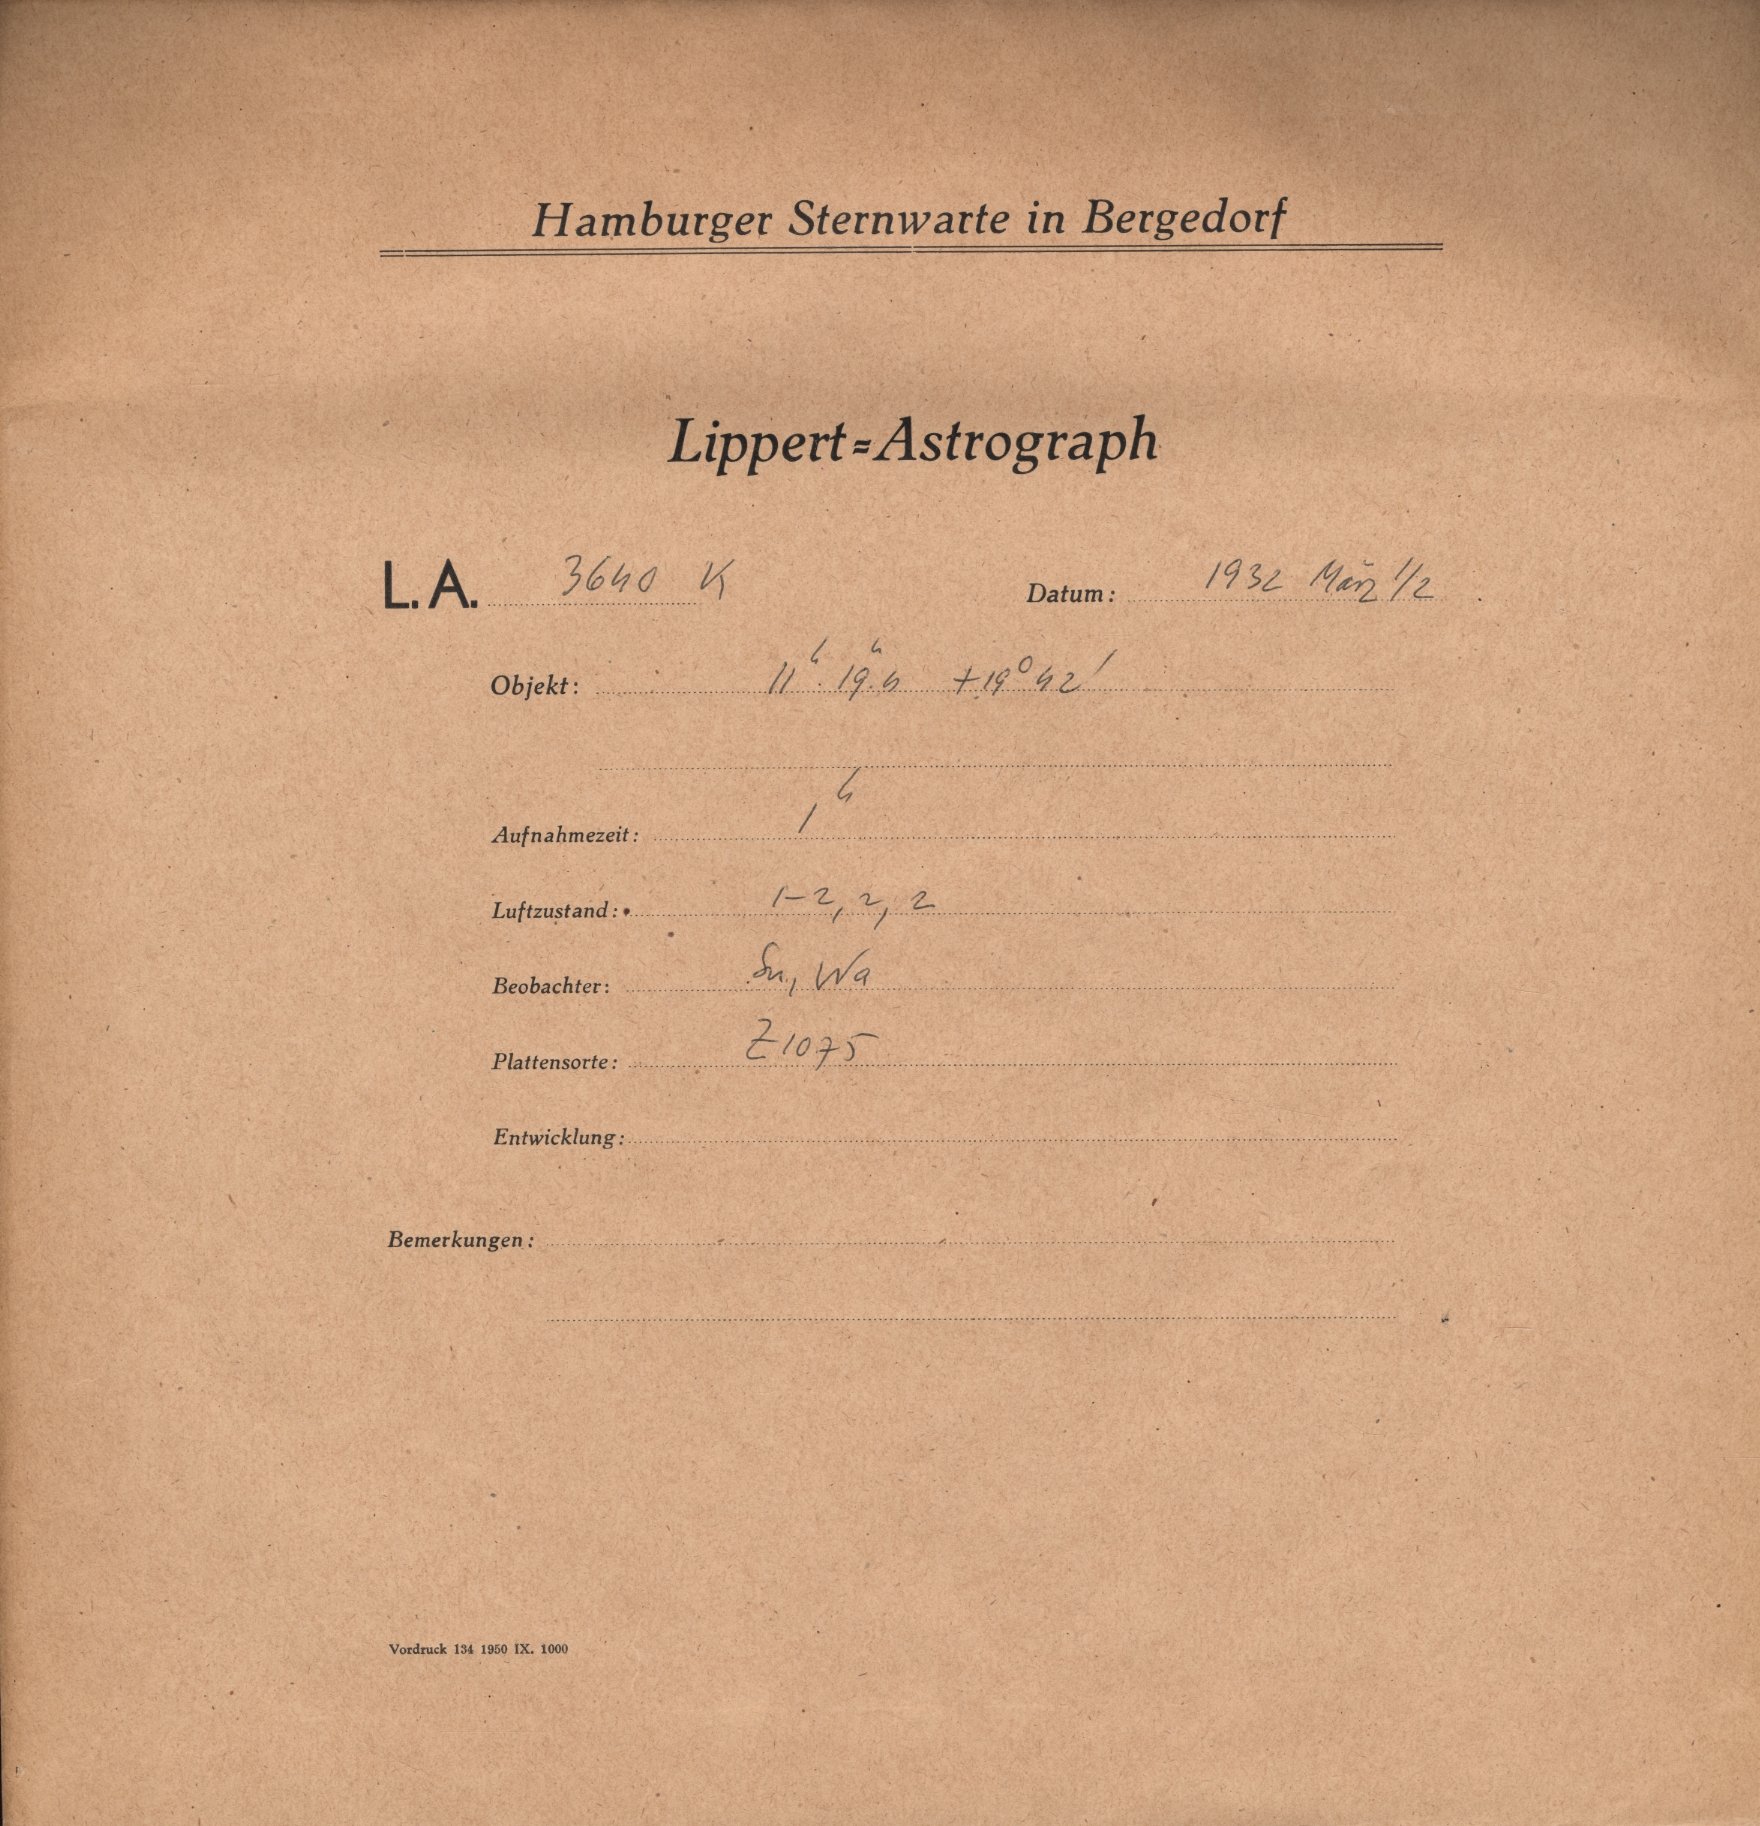 Hamburger Sternwarte in Bergedorf
Lippert=Astrograph
L. A. 3640 K Datum: 1932 März 1/2
Objekt: 11h. 19.4m +19° 42'
Aufnahmezeit: 1h
Luftzustand: 1-2, 2, 2
Beobachter: Sn, Wa
Plattensorte: Z1075
Entwicklung:
Bemerkungen:
Vordruck 134 1950 IX. 1000